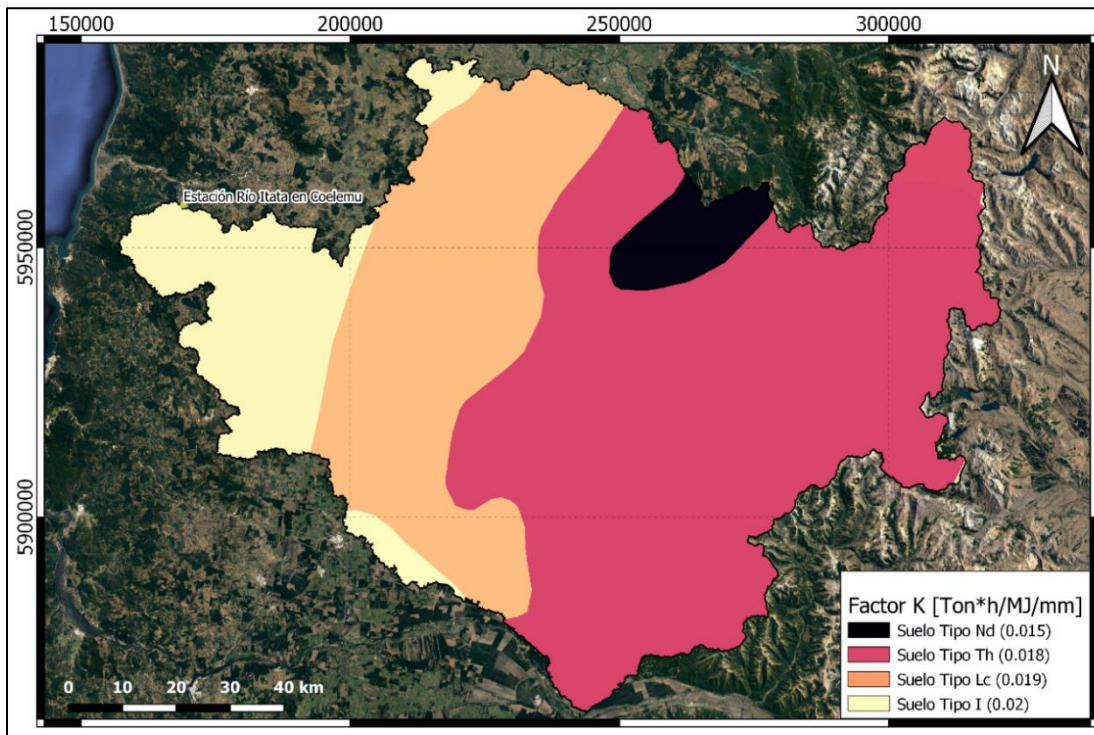 150000 200000 250000 300000
N
Estación Río Itata en Coelemu
5950000
5900000
Factor K [Ton*h/MJ/mm]
Suelo Tipo Nd (0.015)
Suelo Tipo Th (0.018)
Suelo Tipo Lc (0.019)
Suelo Tipo I (0.02)
0 10 20 30 40 km